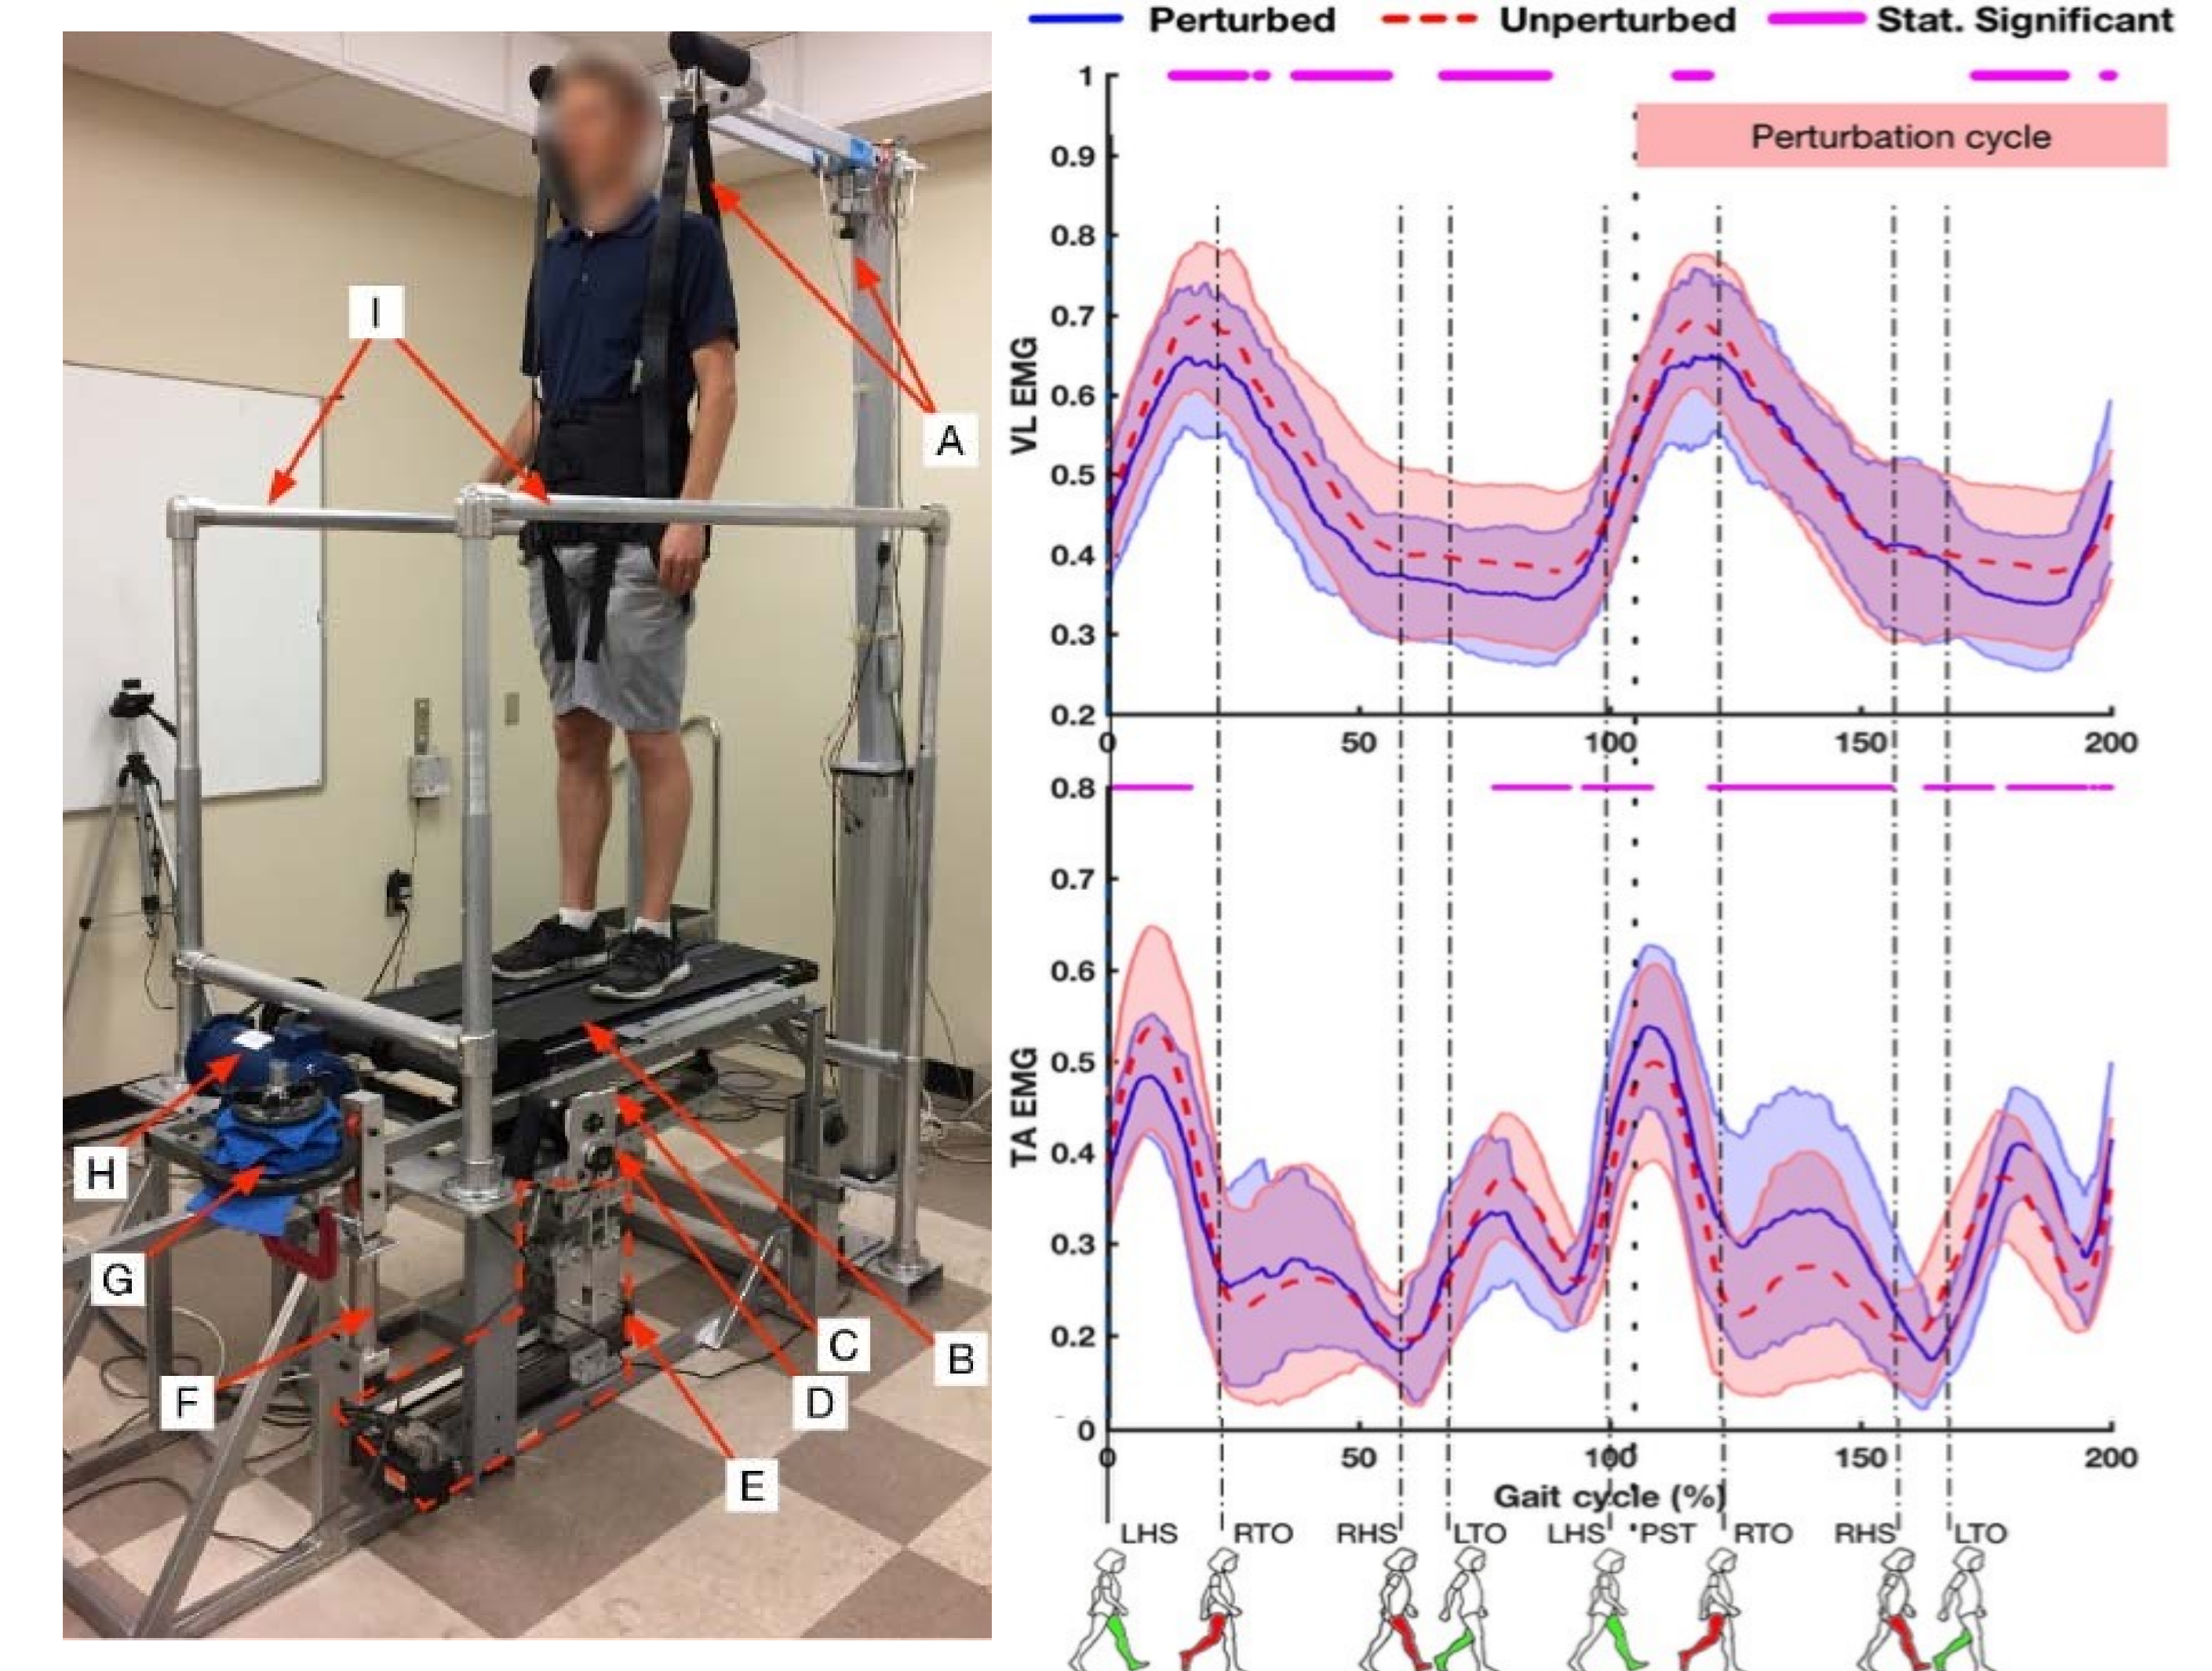 I
A
H
G
F
C
B
D
E
Perturbed Unperturbed Stat. Significant
1
Perturbation cycle
0.9
0.8
0.7
0.6
0.5
0.4
0.3
0.2
VL EMG
0 50 100 150 200
0.8
0.7
0.6
0.5
0.4
0.3
0.2
0
TA EMG
0 50 100 150 200
Gait cycle (%)
LHS RTO RHS LTO LHS PST RTO RHS LTO